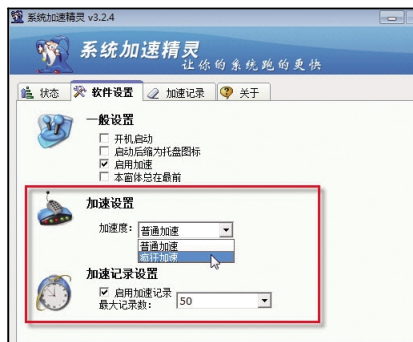 系统加速精灵 v3.2.4
系统加速精灵
让你的系统跑的更快
状态 软件设置 加速记录 关于
一般设置
开机启动
启动后缩为托盘图标
启用加速
本窗体总在最前
加速设置
加速度: 普通加速
普通加速
疯狂加速
加速记录设置
启用加速记录
最大记录数: 50